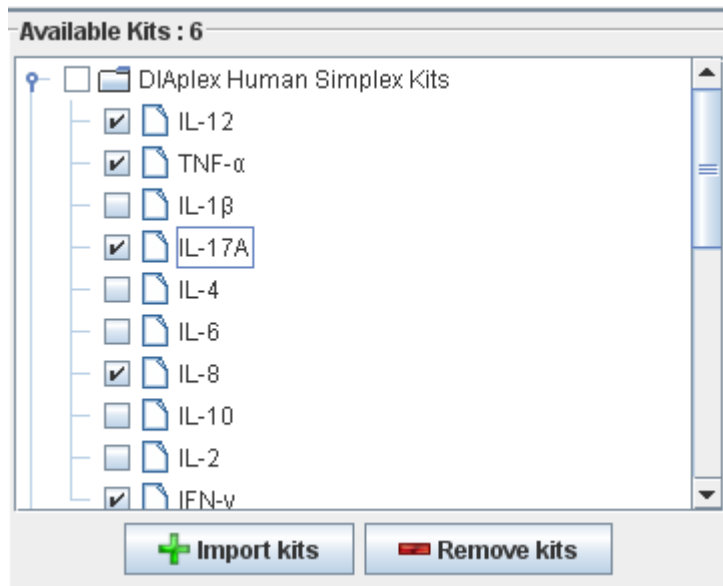 Available Kits : 6
DIAplex Human Simplex Kits
IL-12
TNF-α
IL-1β
IL-17A
IL-4
IL-6
IL-8
IL-10
IL-2
IFN-γ
Import kits
Remove kits